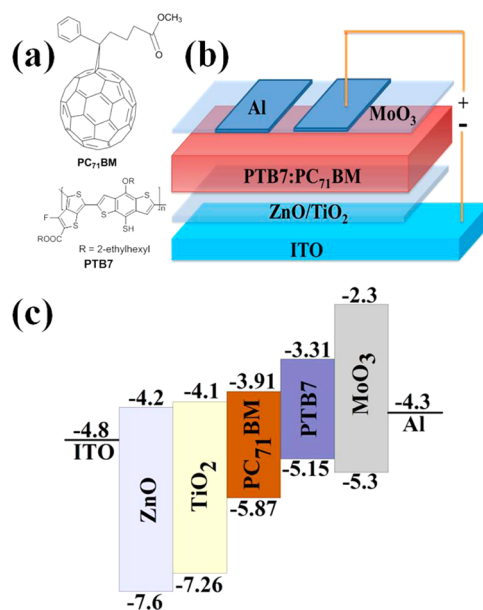 (a)
OCH₃
O
PC₇₁BM
OR
S
S
S
F
n
S
S
ROOC
SH
R = 2-ethylhexyl
PTB7
(b)
Al
MoO₃
+
-
PTB7:PC₇₁BM
ZnO/TiO₂
ITO
(c)
-2.3
-3.31
-3.91
-4.1
-4.2
-4.3
Al
-4.8
ITO
ZnO
TiO₂
PC₇₁BM
PTB7
MoO₃
-5.15
-5.3
-5.87
-7.26
-7.6